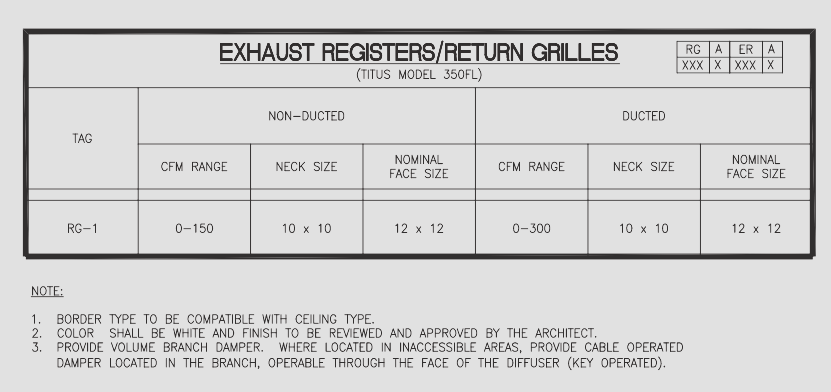 EXHAUST REGISTERS/RETURN GRILLES
(TITUS MODEL 350FL)
RG A ER A
XXX X XXX X
TAG
NON-DUCTED DUCTED
CFM RANGE NECK SIZE NOMINAL FACE SIZE CFM RANGE NECK SIZE NOMINAL FACE SIZE
RG-1 0-150 10 x 10 12 x 12 0-300 10 x 10 12 x 12
NOTE:
1. BORDER TYPE TO BE COMPATIBLE WITH CEILING TYPE.
2. COLOR SHALL BE WHITE AND FINISH TO BE REVIEWED AND APPROVED BY THE ARCHITECT.
3. PROVIDE VOLUME BRANCH DAMPER. WHERE LOCATED IN INACCESSIBLE AREAS, PROVIDE CABLE OPERATED
DAMPER LOCATED IN THE BRANCH, OPERABLE THROUGH THE FACE OF THE DIFFUSER (KEY OPERATED).